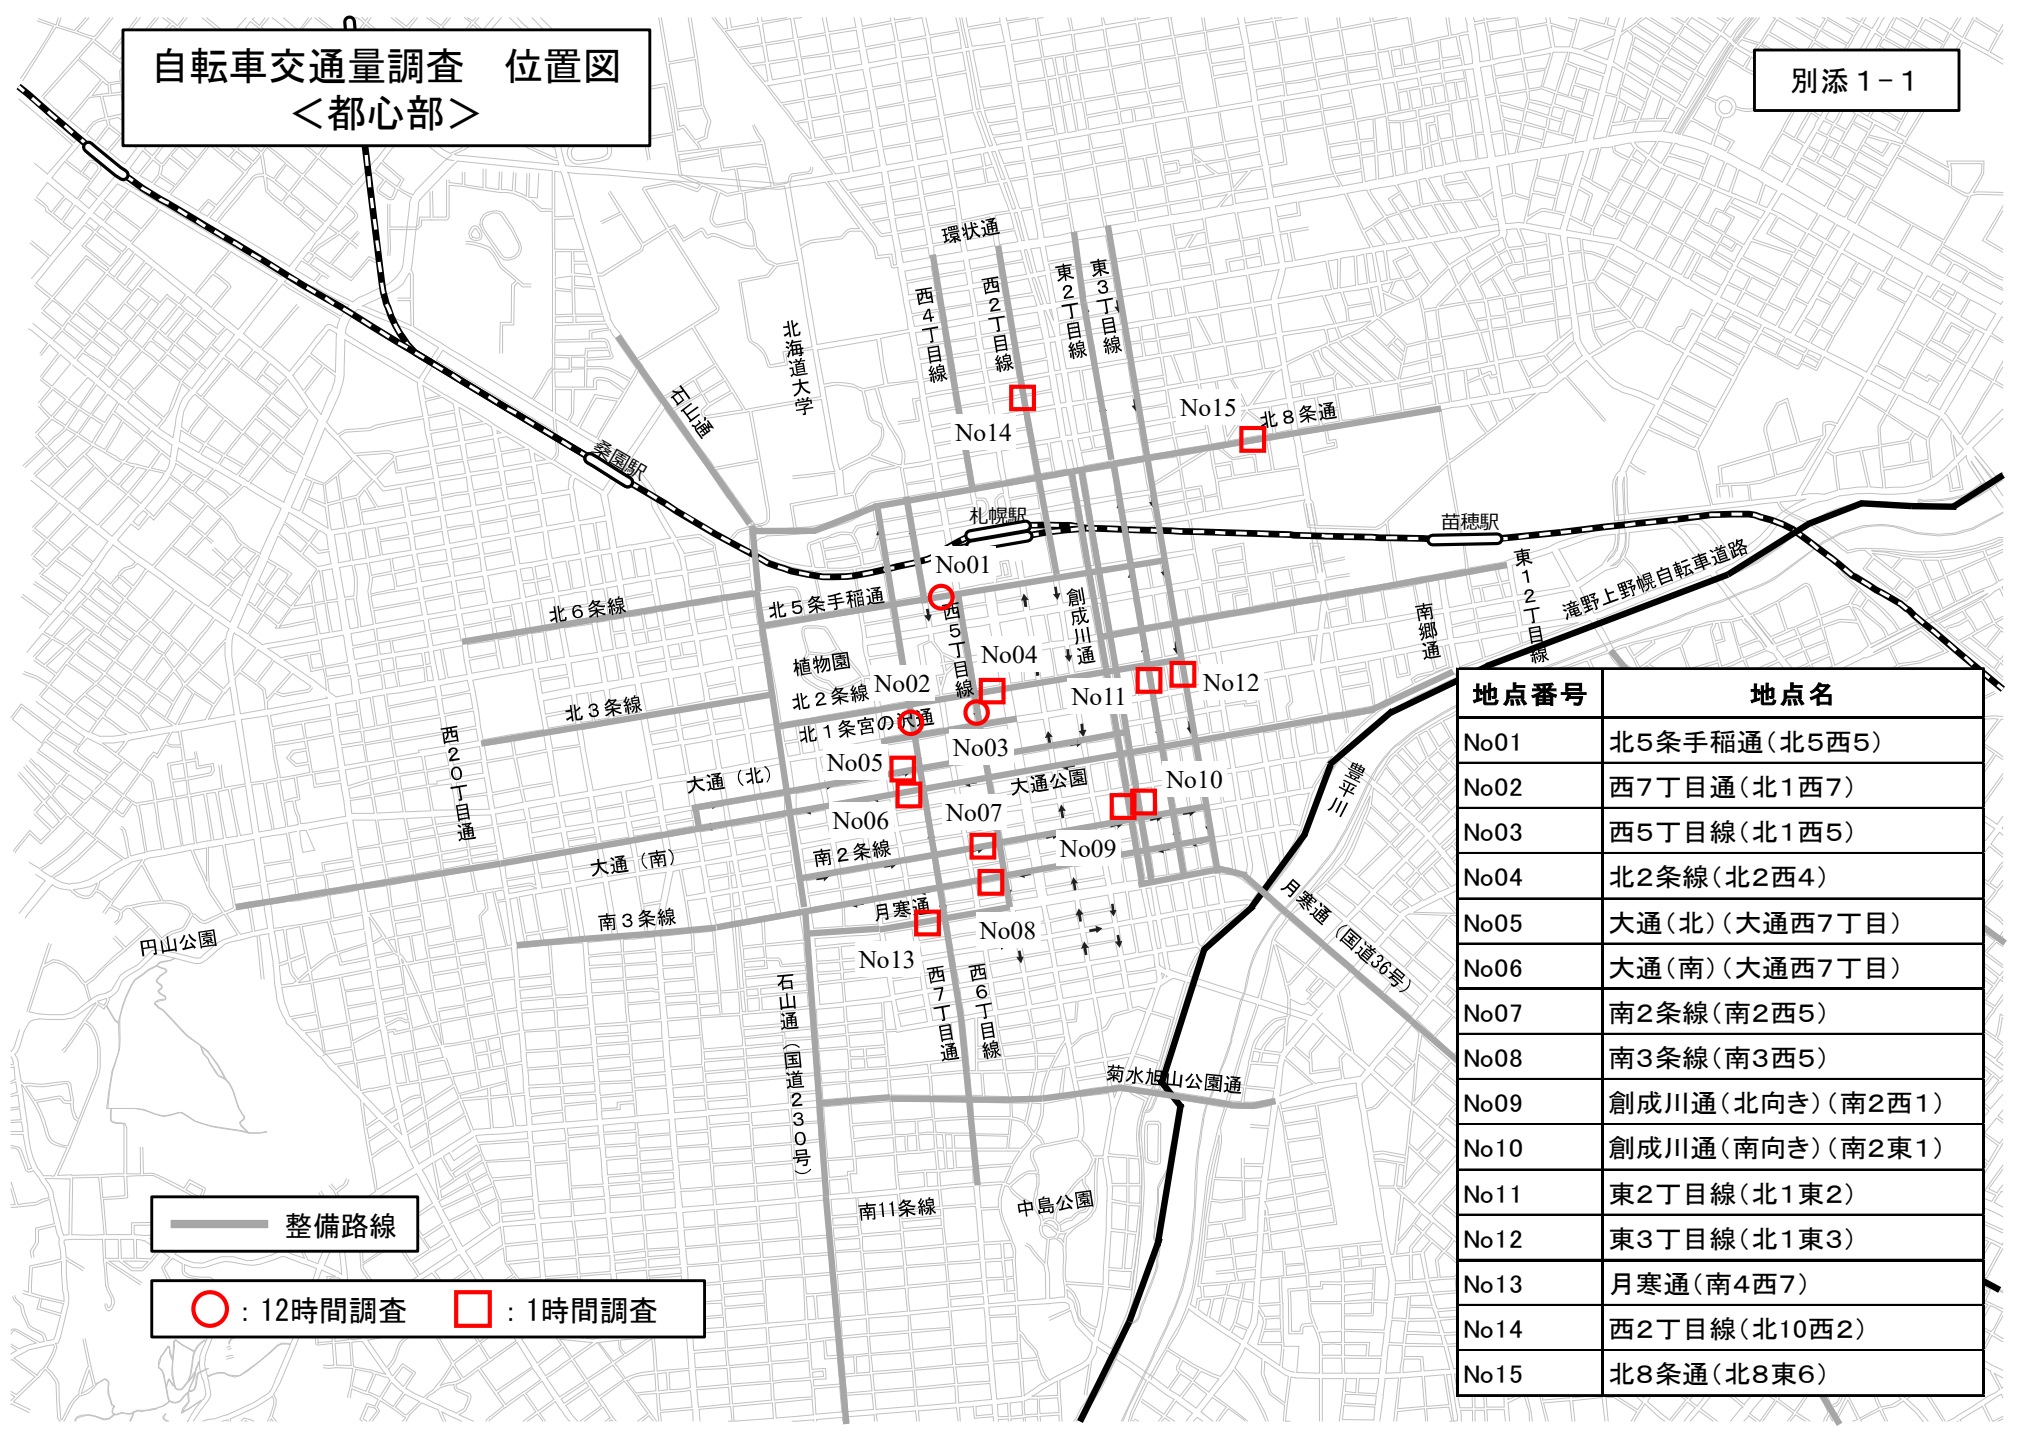 自転車交通量調査　位置図
＜都心部＞
別添１-１
環状通
西4丁目線
西2丁目線
東2丁目線
東3丁目線
北海道大学
石山通
No14
No15
北８条通
桑園駅
札幌駅
苗穂駅
No01
北６条線
北５条手稲通
西5丁目線
創成川通
東12丁目線
滝野上野幌自転車道路
南郷通
植物園
No04
No02
北２条線
No11
No12
北３条線
北１条宮の沢通
No03
西20丁目通
No05
大通（北）
大通公園
No10
豊平川
No06
No07
大通（南）
南２条線
No09
南３条線
月寒通
No08
月寒通（国道36号）
円山公園
No13
西7丁目通
西6丁目線
石山通（国道230号）
菊水旭山公園通
南11条線
中島公園
整備路線
：12時間調査　：1時間調査
地点番号　地点名
No01　北5条手稲通（北5西5）
No02　西7丁目通（北1西7）
No03　西5丁目線（北1西5）
No04　北2条線（北2西4）
No05　大通（北）（大通西7丁目）
No06　大通（南）（大通西7丁目）
No07　南2条線（南2西5）
No08　南3条線（南3西5）
No09　創成川通（北向き）（南2西1）
No10　創成川通（南向き）（南2東1）
No11　東2丁目線（北1東2）
No12　東3丁目線（北1東3）
No13　月寒通（南4西7）
No14　西2丁目線（北10西2）
No15　北8条通（北8東6）